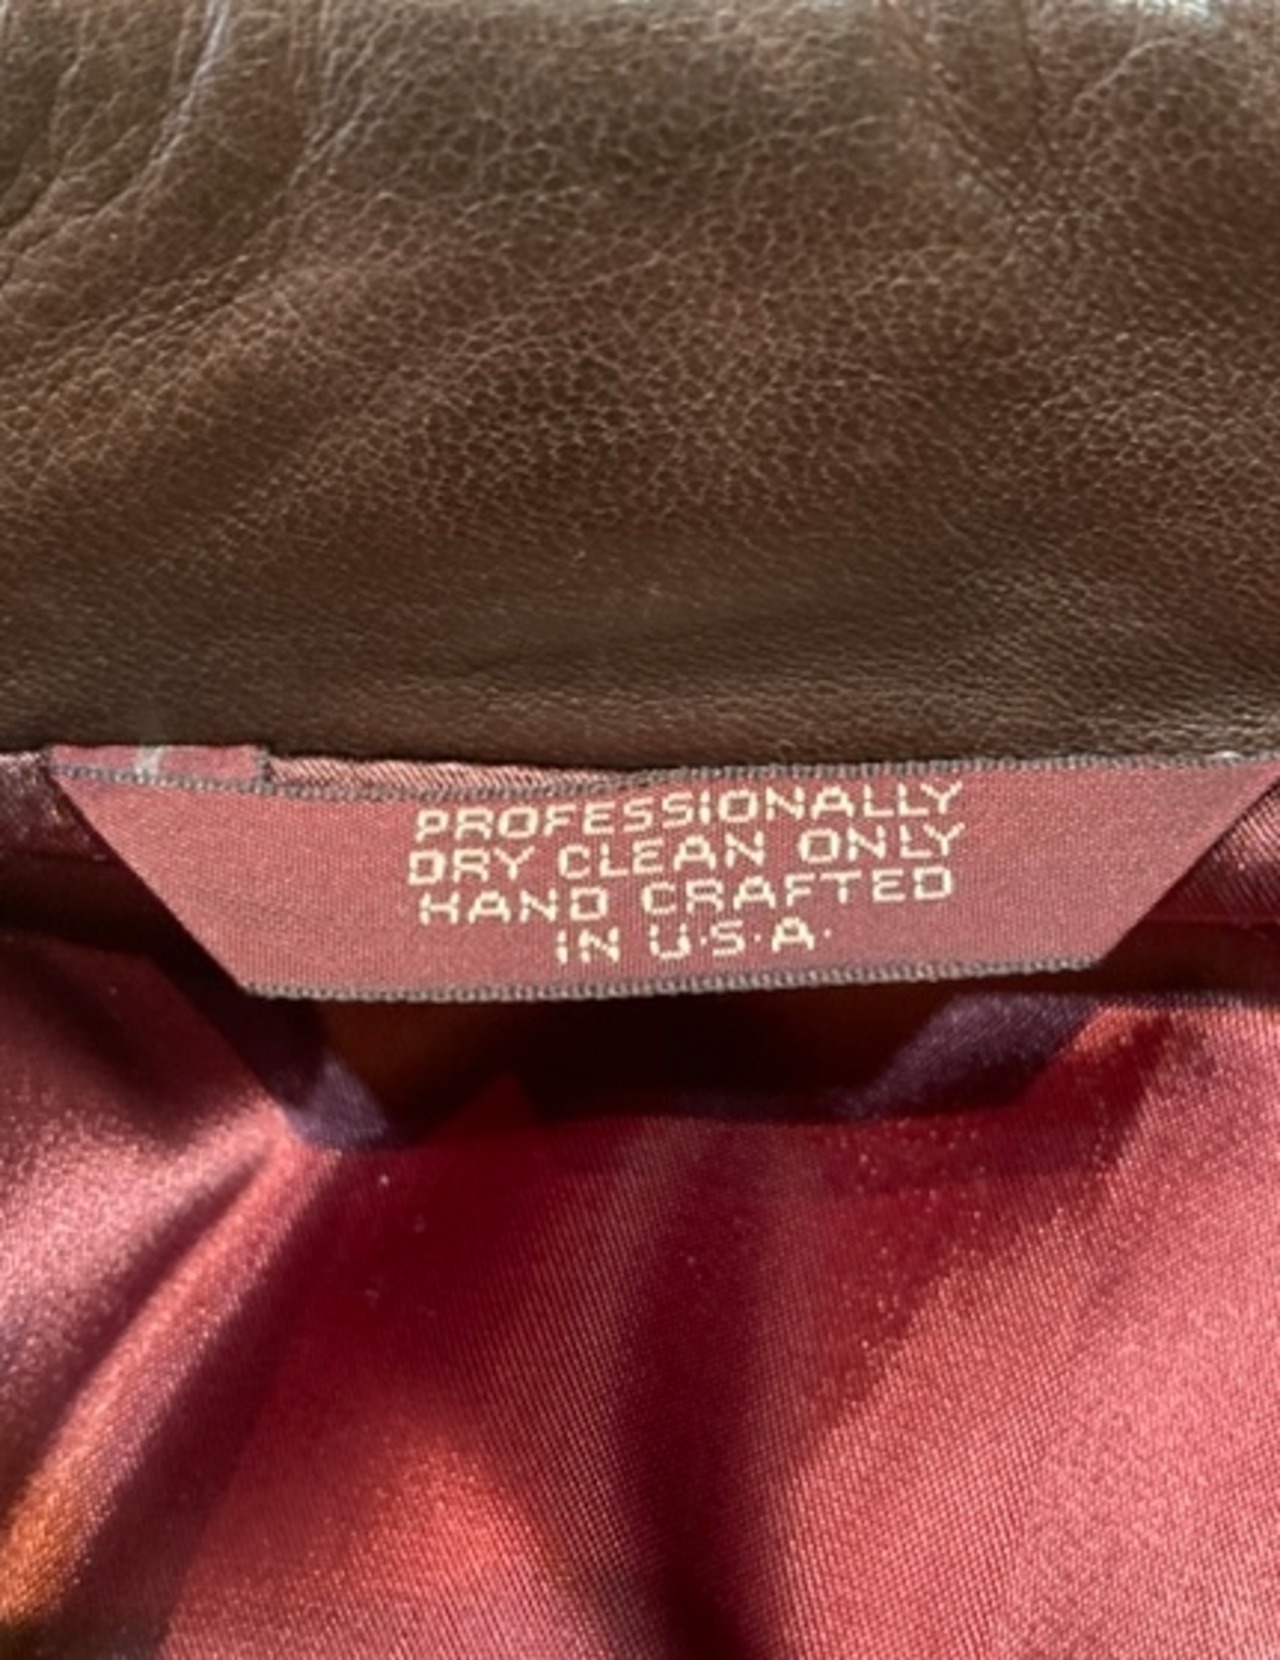 PROFESSIONALLY
DRY CLEAN ONLY
HAND CRAFTED
IN U.S.A.